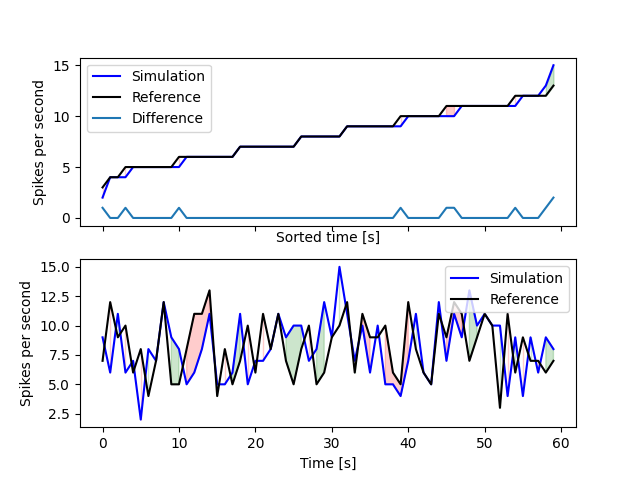 15
10
5
0
Spikes per second
Simulation
Reference
Difference
Sorted time [s]
15.0
12.5
10.0
7.5
5.0
2.5
Spikes per second
Simulation
Reference
0 10 20 30 40 50 60
Time [s]